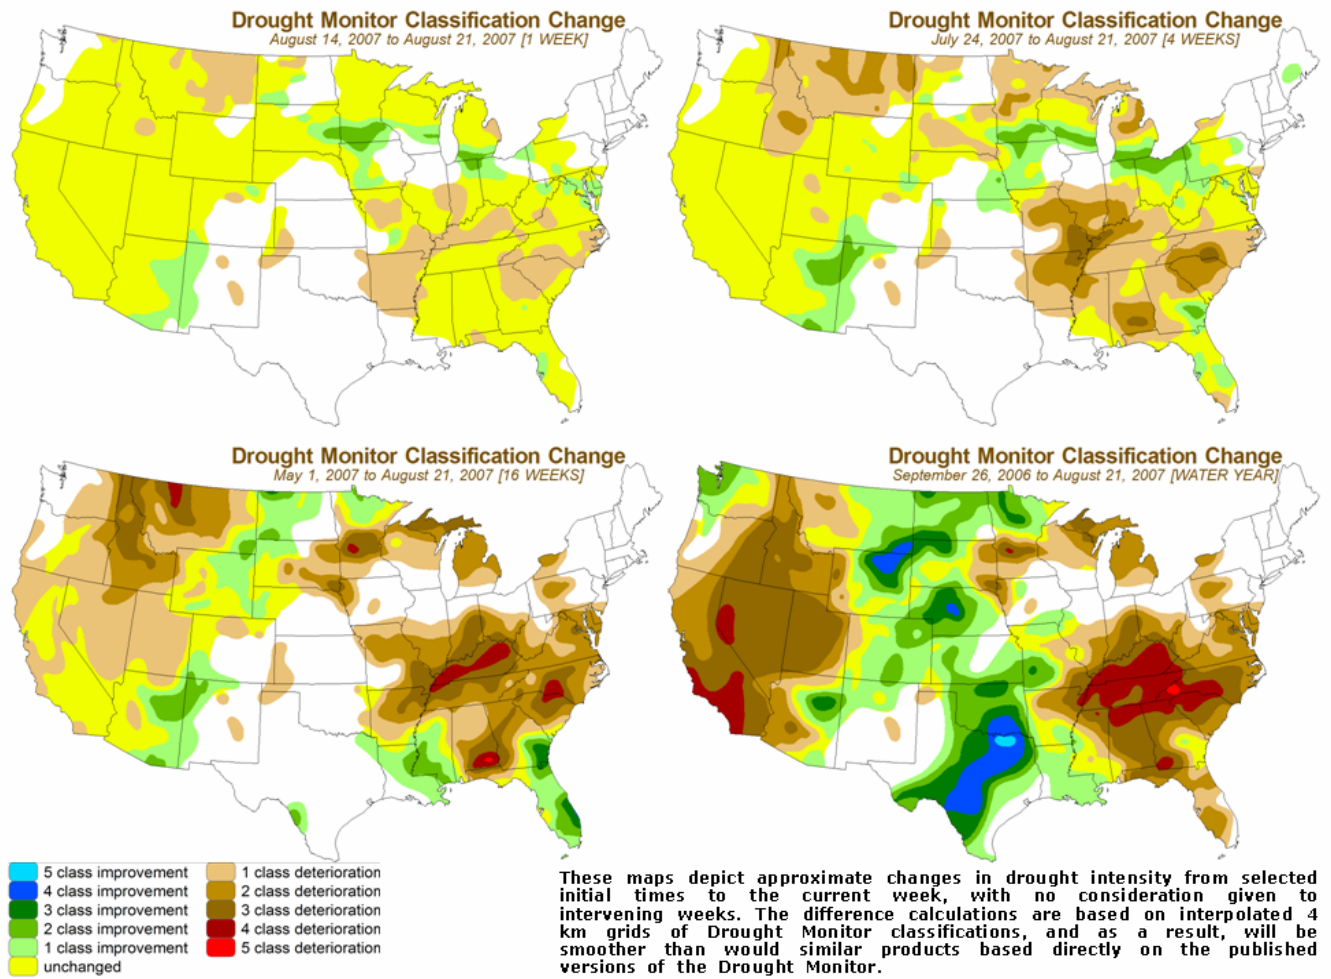 Drought Monitor Classification Change
August 14, 2007 to August 21, 2007 [1 WEEK]
Drought Monitor Classification Change
July 24, 2007 to August 21, 2007 [4 WEEKS]
Drought Monitor Classification Change
May 1, 2007 to August 21, 2007 [16 WEEKS]
Drought Monitor Classification Change
September 26, 2006 to August 21, 2007 [WATER YEAR]
5 class improvement
4 class improvement
3 class improvement
2 class improvement
1 class improvement
unchanged
1 class deterioration
2 class deterioration
3 class deterioration
4 class deterioration
5 class deterioration
These maps depict approximate changes in drought intensity from selected
initial times to the current week, with no consideration given to
intervening weeks. The difference calculations are based on interpolated 4
km grids of Drought Monitor classifications, and as a result, will be
smoother than would similar products based directly on the published
versions of the Drought Monitor.